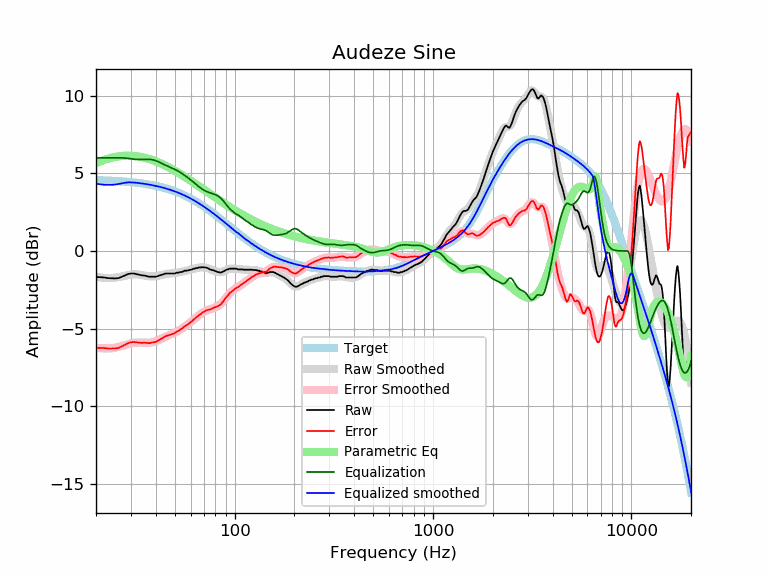 Audeze Sine
Amplitude (dBr)
10
5
0
−5
−10
−15
Target
Raw Smoothed
Error Smoothed
Raw
Error
Parametric Eq
Equalization
Equalized smoothed
100
1000
10000
Frequency (Hz)